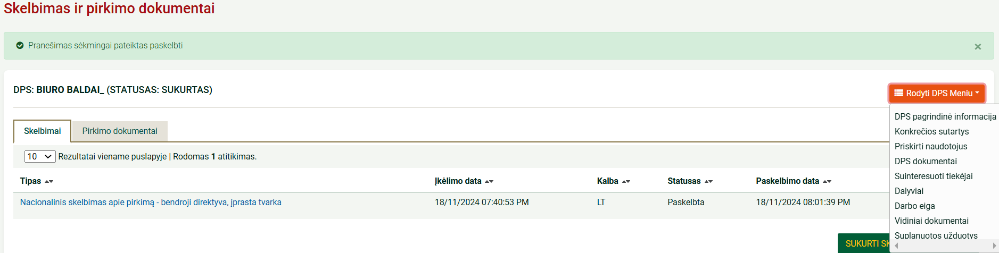 Skelbimas ir pirkimo dokumentai
Pranešimas sėkmingai pateiktas paskelbti
DPS: BIURO BALDAI_ (STATUSAS: SUKURTAS)
Rodyti DPS Meniu
DPS pagrindinė informacija
Konkrečios sutartys
Priskirti naudotojus
DPS dokumentai
Suinteresuoti tiekėjai
Dalyviai
Darbo eiga
Vidiniai dokumentai
Suplanuotos užduotys
Skelbimai Pirkimo dokumentai
10 Rezultatai viename puslapyje | Rodomas 1 atitikimas.
Tipas Įkėlimo data Kalba Statusas Paskelbimo data
Nacionalinis skelbimas apie pirkimą - bendroji direktyva, įprasta tvarka 18/11/2024 07:40:53 PM LT Paskelbta 18/11/2024 08:01:39 PM
SUKURTI